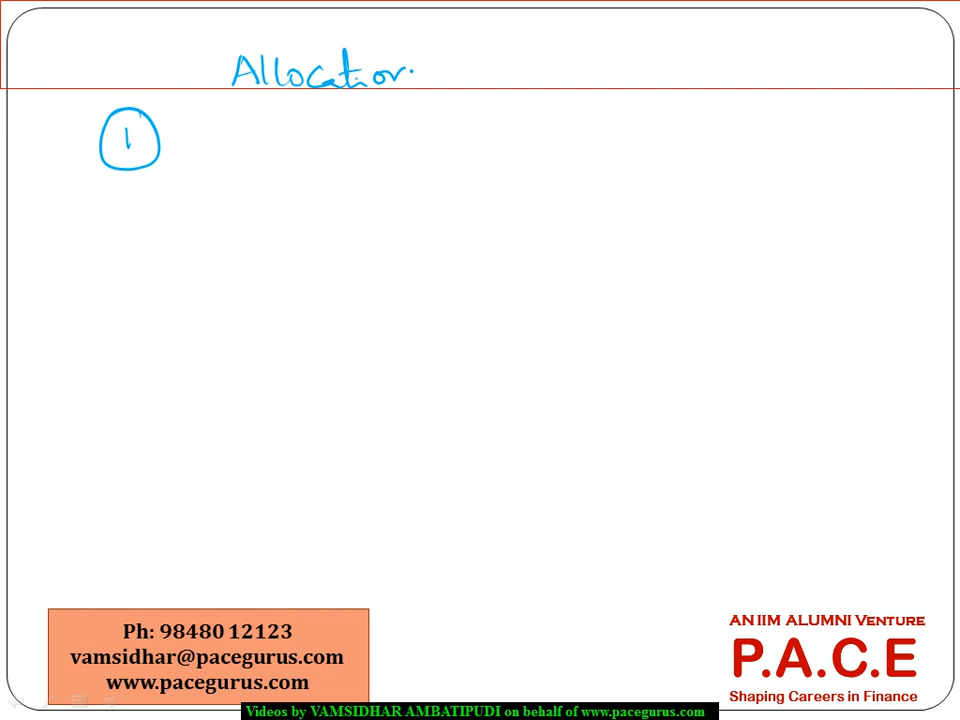 Allocation.
1
Ph: 98480 12123
vamsidhar@pacegurus.com
www.pacegurus.com
AN IIM ALUMNI VENTURE
P.A.C.E
Shaping Careers in Finance
Videos by VAMSIDHAR AMBATIPUDI on behalf of www.pacegurus.com